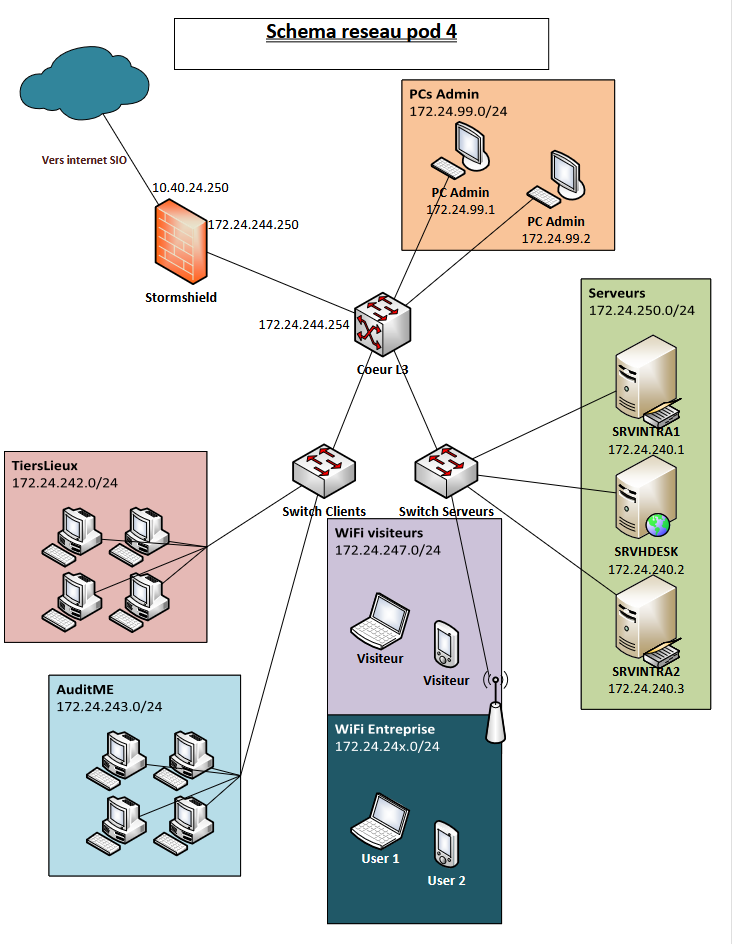 Schema reseau pod 4
Vers internet SIO
10.40.24.250
172.24.244.250
Stormshield
PCs Admin
172.24.99.0/24
PC Admin
172.24.99.1
PC Admin
172.24.99.2
172.24.244.254
Coeur L3
Serveurs
172.24.250.0/24
SRVINTRA1
172.24.240.1
SRVHDESK
172.24.240.2
SRVINTRA2
172.24.240.3
Switch Clients
Switch Serveurs
TiersLieux
172.24.242.0/24
WiFi visiteurs
172.24.247.0/24
Visiteur
Visiteur
AuditME
172.24.243.0/24
WiFi Entreprise
172.24.24x.0/24
User 1
User 2